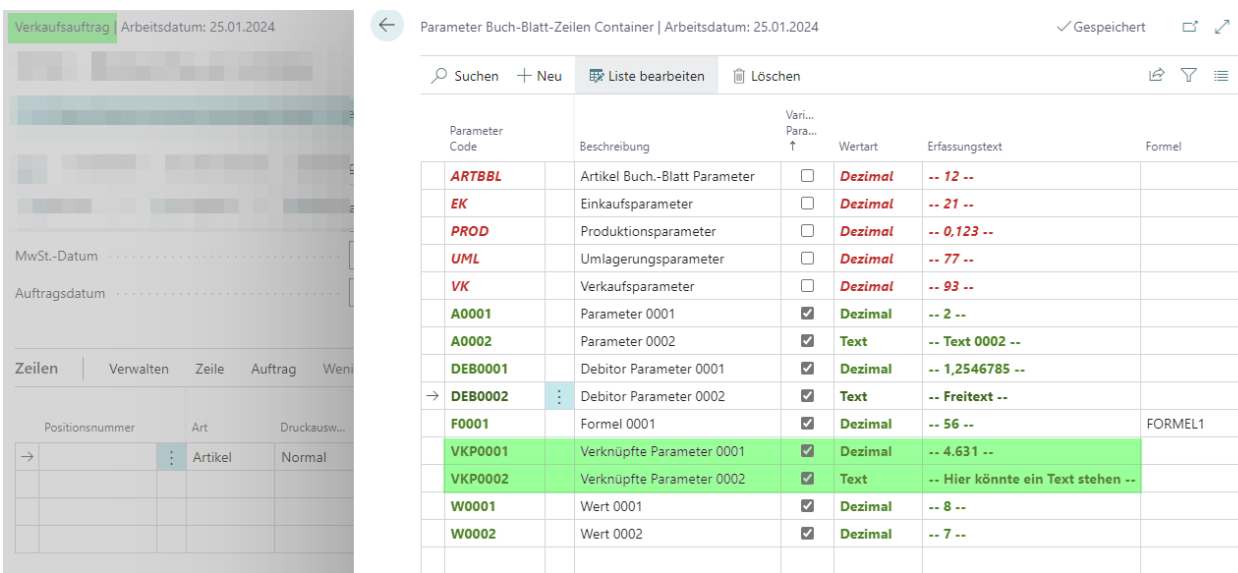 Verkaufsauftrag | Arbeitsdatum: 25.01.2024
MwSt.-Datum
Auftragsdatum
Zeilen Verwalten Zeile Auftrag Weni
Positionsnummer Art Druckausw...
Artikel Normal
Parameter Buch-Blatt-Zeilen Container | Arbeitsdatum: 25.01.2024 Gespeichert
Suchen Neu Liste bearbeiten Löschen
Parameter Code Beschreibung Vari... Para... ↑ Wertart Erfassungstext Formel
ARTBBL Artikel Buch.-Blatt Parameter Dezimal -- 12 --
EK Einkaufsparameter Dezimal -- 21 --
PROD Produktionsparameter Dezimal -- 0,123 --
UML Umlagerungsparameter Dezimal -- 77 --
VK Verkaufsparameter Dezimal -- 93 --
A0001 Parameter 0001 Dezimal -- 2 --
A0002 Parameter 0002 Text -- Text 0002 --
DEB0001 Debitor Parameter 0001 Dezimal -- 1,2546785 --
DEB0002 Debitor Parameter 0002 Text -- Freitext --
F0001 Formel 0001 Dezimal -- 56 -- FORMEL1
VKP0001 Verknüpfte Parameter 0001 Dezimal -- 4.631 --
VKP0002 Verknüpfte Parameter 0002 Text -- Hier könnte ein Text stehen --
W0001 Wert 0001 Dezimal -- 8 --
W0002 Wert 0002 Dezimal -- 7 --